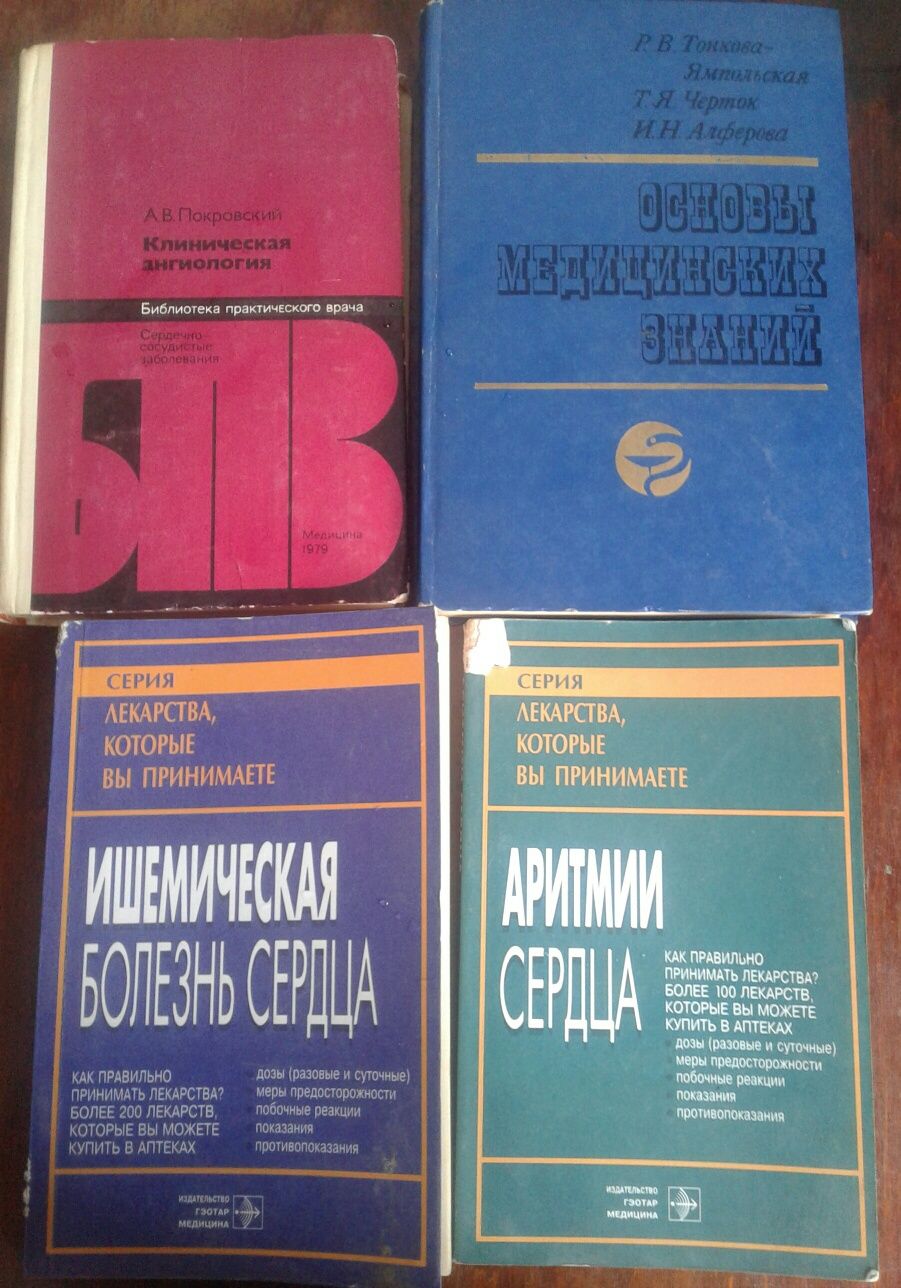 А.В.Покровский
Клиническая
ангиология
Библиотека практического врача
Сердечно-
сосудистые
заболевания
БПВ
Медицина
1979
Р. В. Тонкова-
Ямпольская
Т. Я. Черток
И. Н. Алферова
ОСНОВЫ
МЕДИЦИНСКИХ
ЗНАНИЙ
СЕРИЯ
ЛЕКАРСТВА,
КОТОРЫЕ
ВЫ ПРИНИМАЕТЕ
ИШЕМИЧЕСКАЯ
БОЛЕЗНЬ СЕРДЦА
КАК ПРАВИЛЬНО
ПРИНИМАТЬ ЛЕКАРСТВА?
БОЛЕЕ 200 ЛЕКАРСТВ,
КОТОРЫЕ ВЫ МОЖЕТЕ
КУПИТЬ В АПТЕКАХ
дозы (разовые и суточные)
меры предосторожности
побочные реакции
показания
противопоказания
ИЗДАТЕЛЬСТВО
ГЭОТАР
МЕДИЦИНА
СЕРИЯ
ЛЕКАРСТВА,
КОТОРЫЕ
ВЫ ПРИНИМАЕТЕ
АРИТМИИ
СЕРДЦА
КАК ПРАВИЛЬНО
ПРИНИМАТЬ ЛЕКАРСТВА?
БОЛЕЕ 100 ЛЕКАРСТВ,
КОТОРЫЕ ВЫ МОЖЕТЕ
КУПИТЬ В АПТЕКАХ
дозы (разовые и суточные)
меры предосторожности
побочные реакции
показания
противопоказания
ИЗДАТЕЛЬСТВО
ГЭОТАР
МЕДИЦИНА